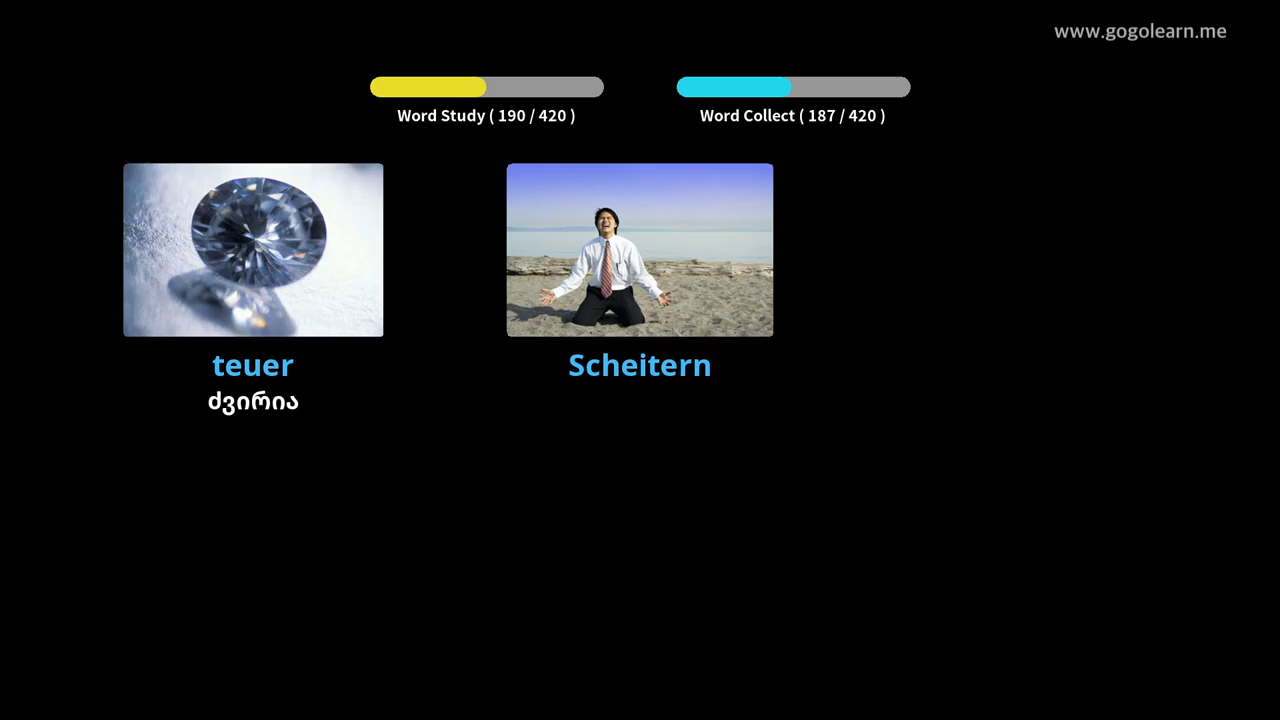 www.gogolearn.me
Word Study ( 190 / 420 )
Word Collect ( 187 / 420 )
teuer
ძვირია
Scheitern